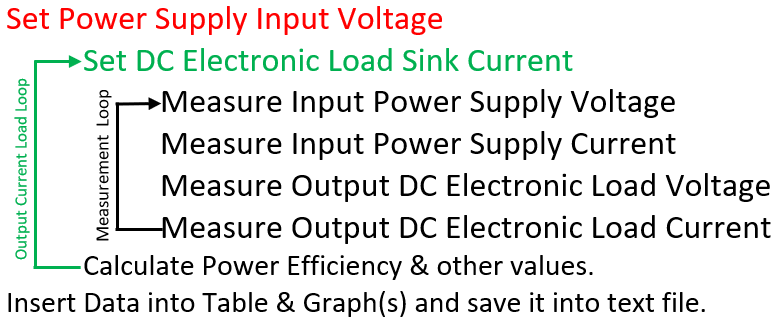 Set Power Supply Input Voltage
Set DC Electronic Load Sink Current
Output Current Load Loop
Measurement Loop
Measure Input Power Supply Voltage
Measure Input Power Supply Current
Measure Output DC Electronic Load Voltage
Measure Output DC Electronic Load Current
Calculate Power Efficiency & other values.
Insert Data into Table & Graph(s) and save it into text file.